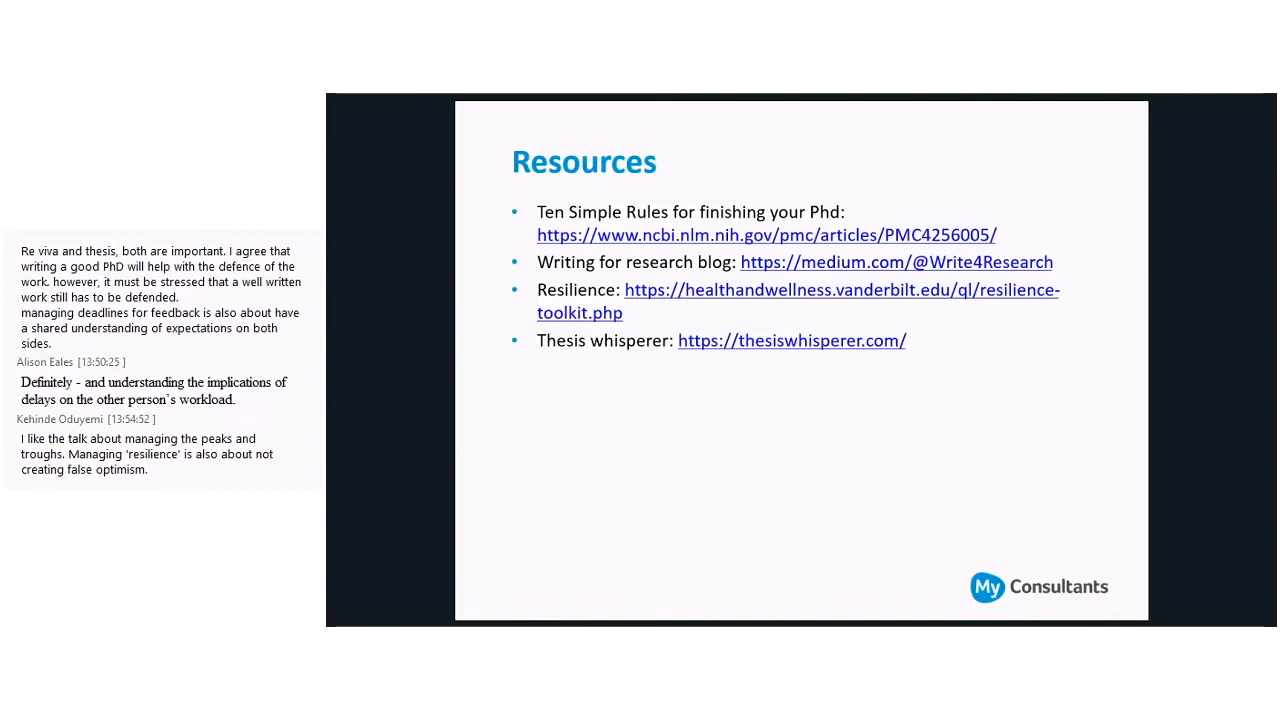 Re viva and thesis, both are important. I agree that
writing a good PhD will help with the defence of the
work. however, it must be stressed that a well written
work still has to be defended.
managing deadlines for feedback is also about have
a shared understanding of expectations on both
sides.
Alison Eales [13:50:25 ]
Definitely - and understanding the implications of
delays on the other person's workload.
Kehinde Oduyemi [13:54:52 ]
I like the talk about managing the peaks and
troughs. Managing 'resilience' is also about not
creating false optimism.
Resources
• Ten Simple Rules for finishing your Phd:
https://www.ncbi.nlm.nih.gov/pmc/articles/PMC4256005/
• Writing for research blog: https://medium.com/@Write4Research
• Resilience: https://healthandwellness.vanderbilt.edu/ql/resilience-
toolkit.php
• Thesis whisperer: https://thesiswhisperer.com/
My Consultants